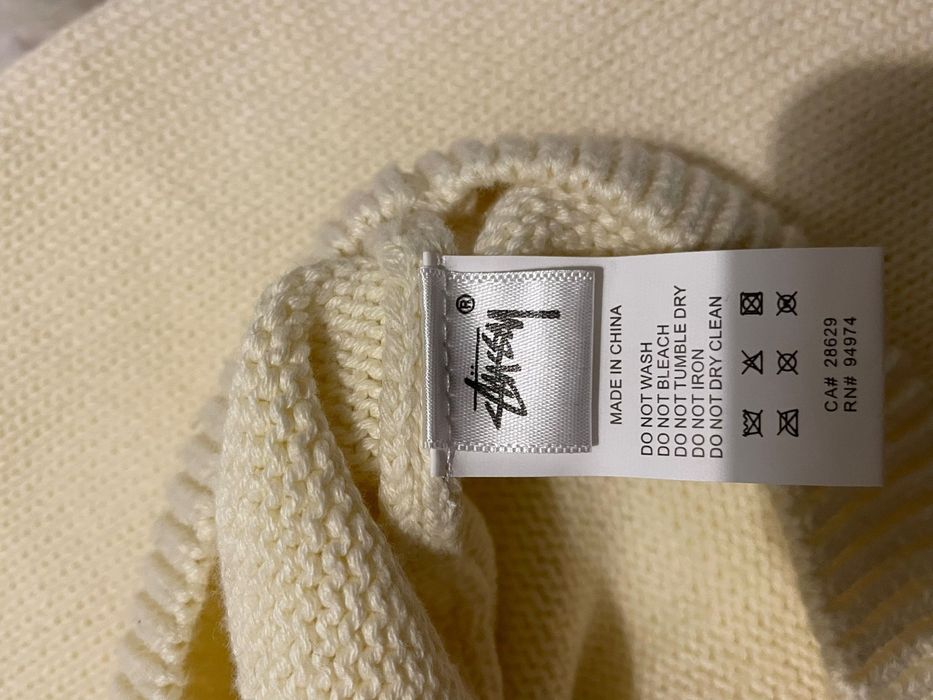 Stüssy ®
MADE IN CHINA
DO NOT WASH
DO NOT BLEACH
DO NOT TUMBLE DRY
DO NOT IRON
DO NOT DRY CLEAN
CA# 28629
RN# 94974